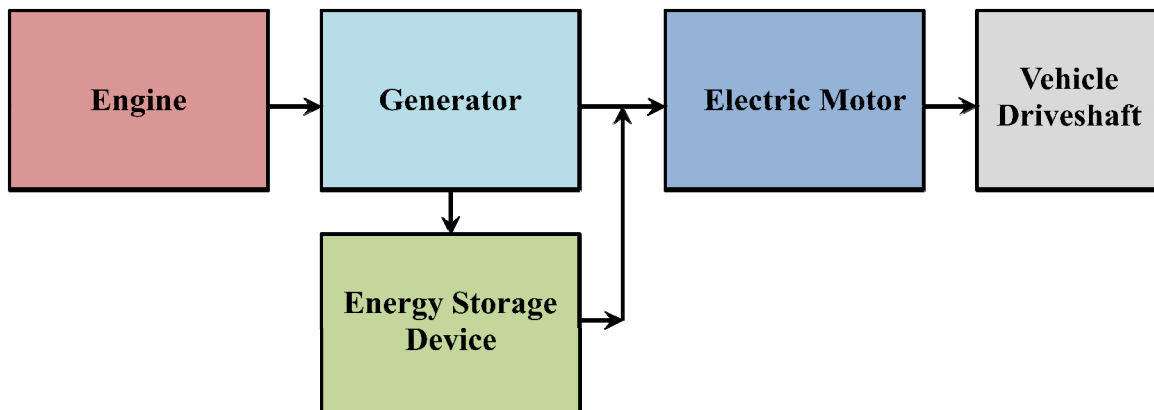 Engine
Generator
Electric Motor
Vehicle
Driveshaft
Energy Storage
Device